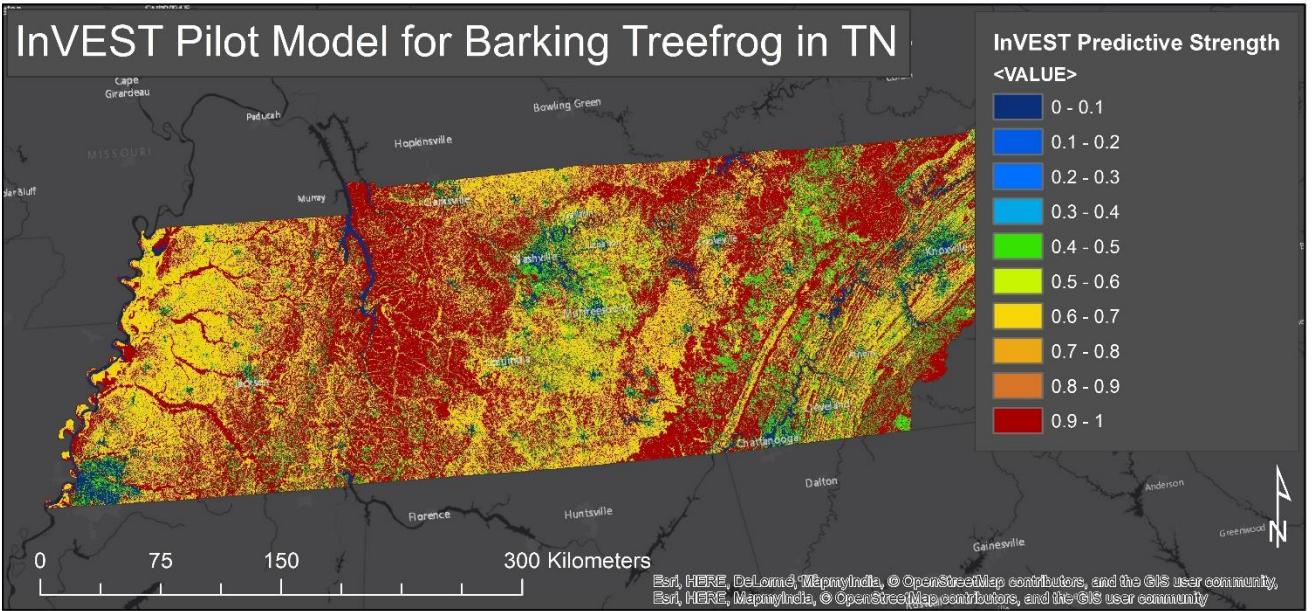 InVEST Pilot Model for Barking Treefrog in TN
InVEST Predictive Strength
<VALUE>
0 - 0.1
0.1 - 0.2
0.2 - 0.3
0.3 - 0.4
0.4 - 0.5
0.5 - 0.6
0.6 - 0.7
0.7 - 0.8
0.8 - 0.9
0.9 - 1
Cape
Girardeau
Paducah
Bowling Green
Hopkinsville
MISSOURI
Murray
Clarksville
Nashville
Knoxville
Murfreesboro
Columbia
Jackson
Athens
Cleveland
Chattanooga
Dalton
Florence
Huntsville
Anderson
Greenwood
Gainesville
N
0 75 150 300 Kilometers
Esri, HERE, DeLorme, MapmyIndia, © OpenStreetMap contributors, and the GIS user community,
Esri, HERE, MapmyIndia, © OpenStreetMap contributors, and the GIS user community